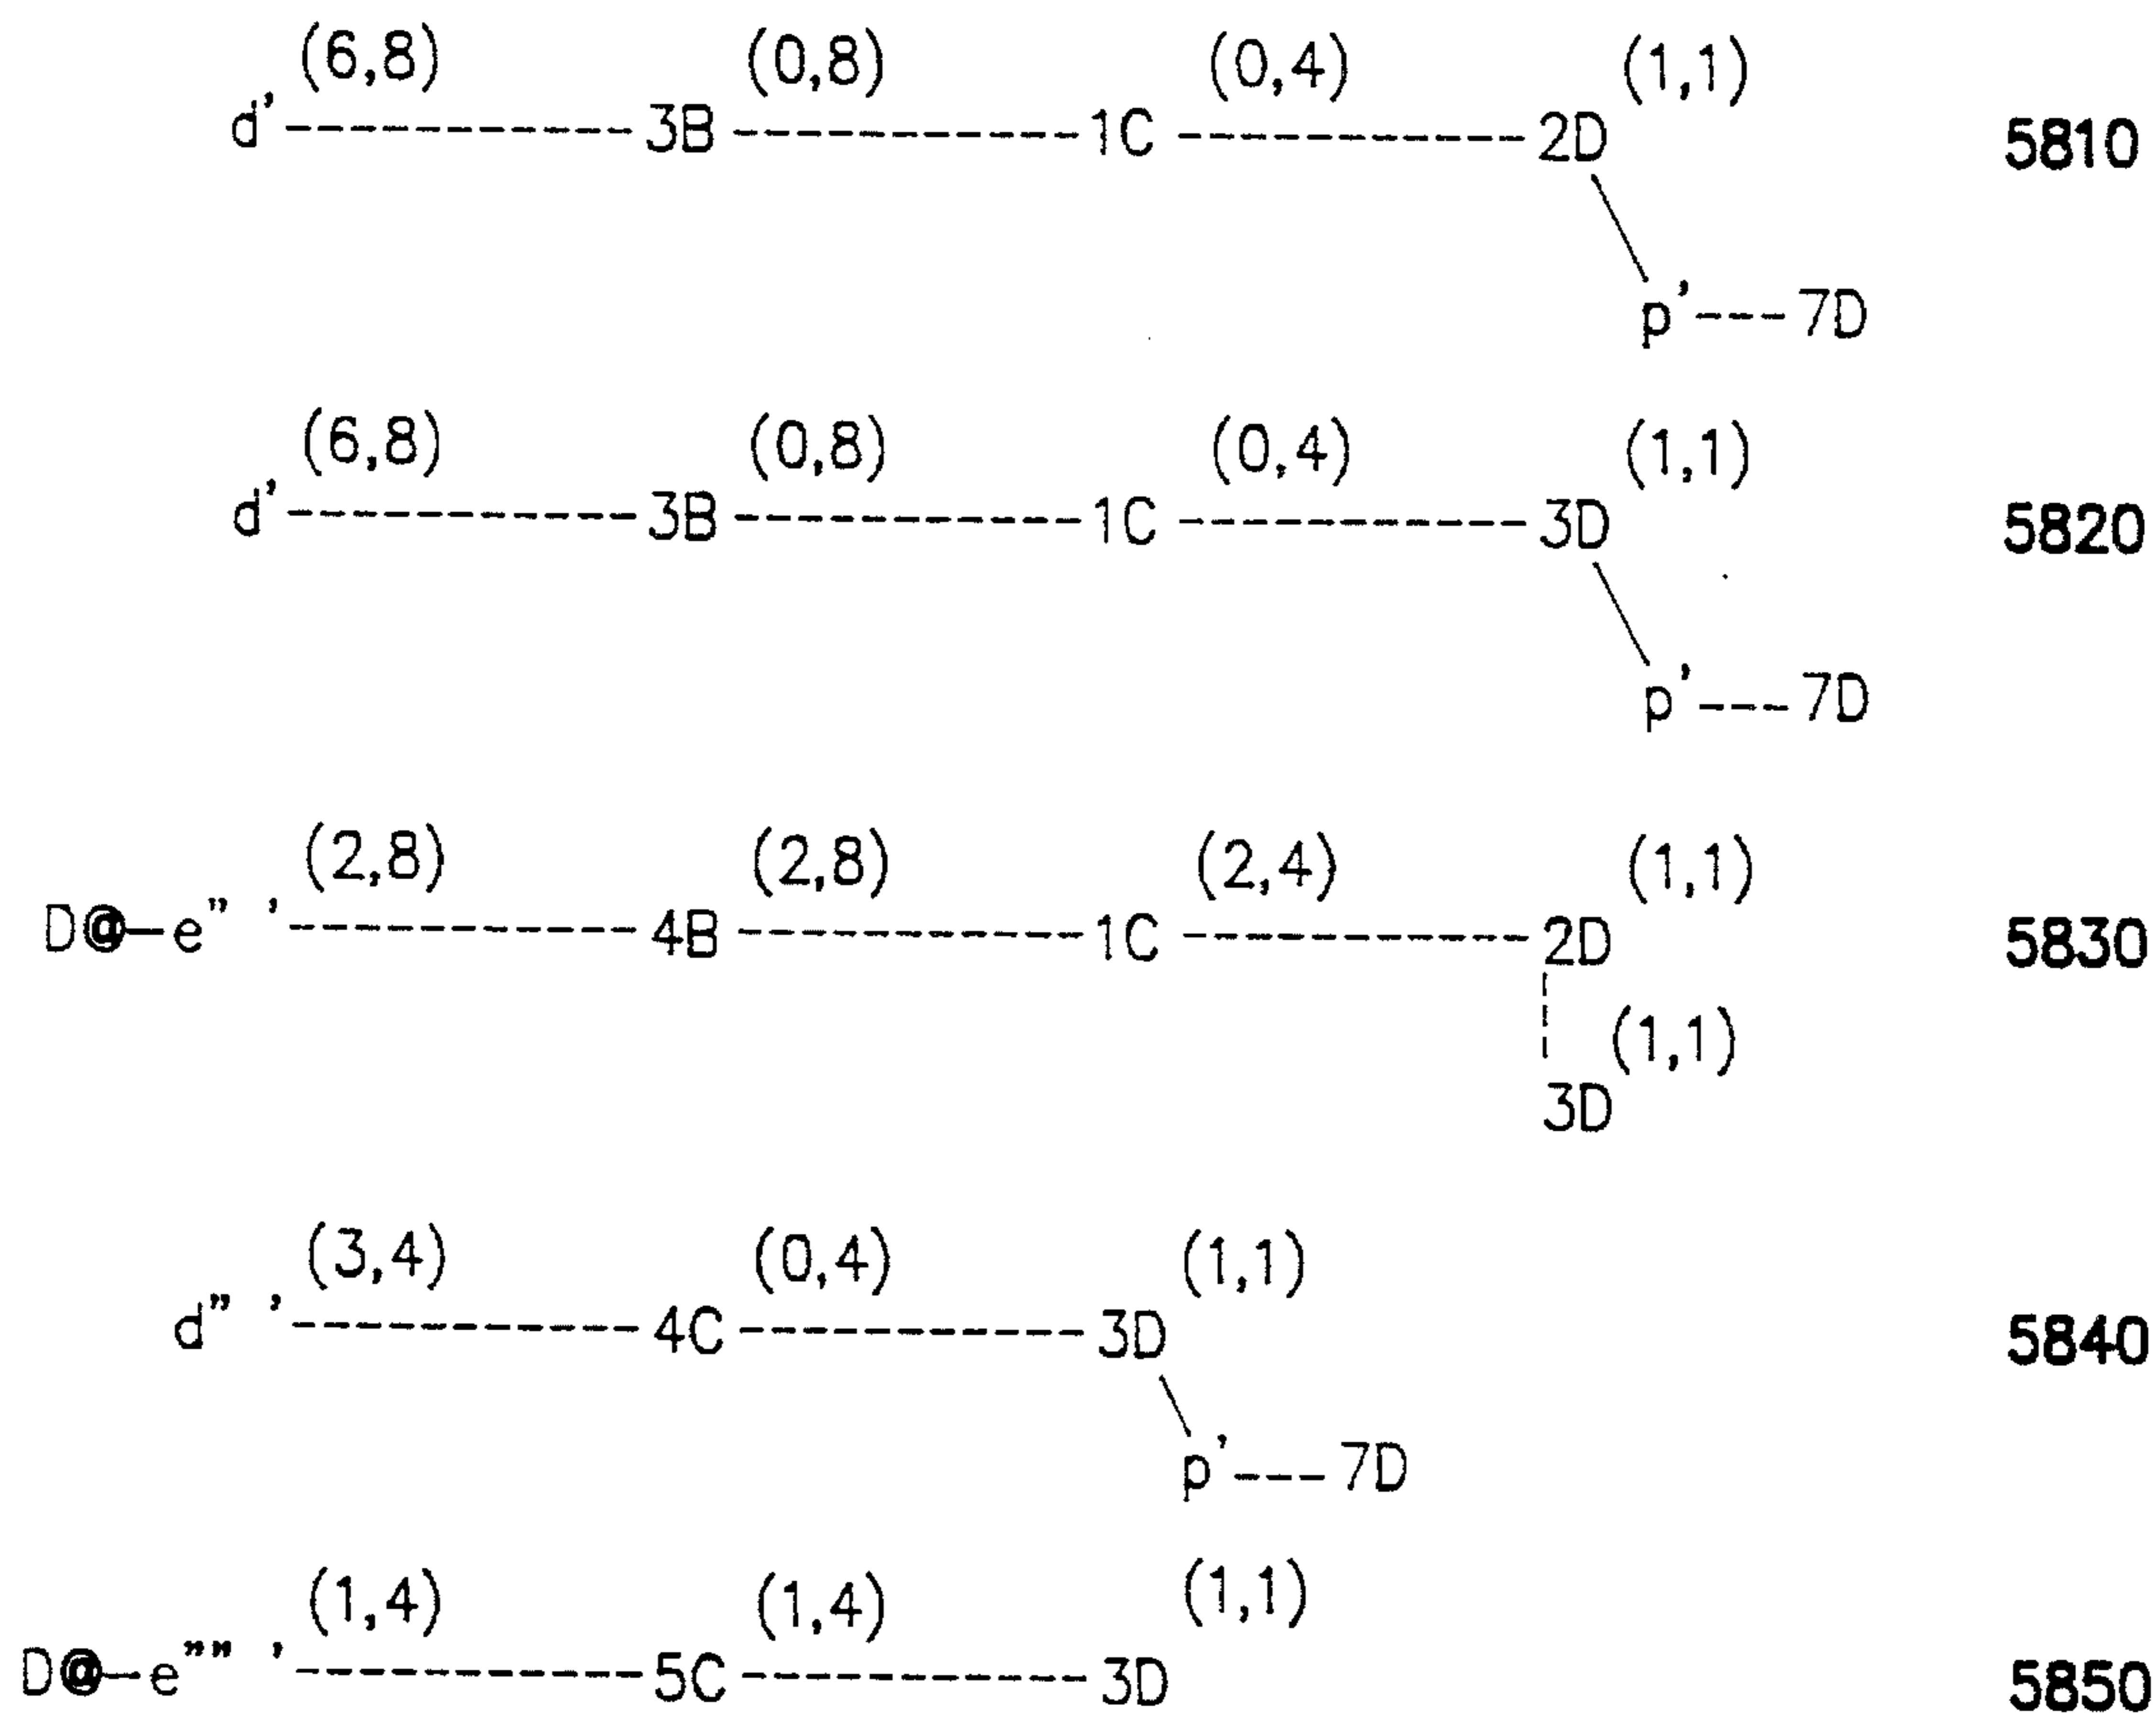 (6,8) (0,8) (0,4) (1,1)
d' 3B 1C 2D 5810
p' 7D
(6,8) (0,8) (0,4) (1,1)
d' 3B 1C 3D 5820
p' 7D
(2,8) (2,8) (2,4) (1,1)
D@-e" ' 4B 1C 2D 5830
(1,1)
3D
(3,4) (0,4) (1,1)
d" ' 4C 3D 5840
p' 7D
(1,4) (1,4) (1,1)
D@-e"" ' 5C 3D 5850